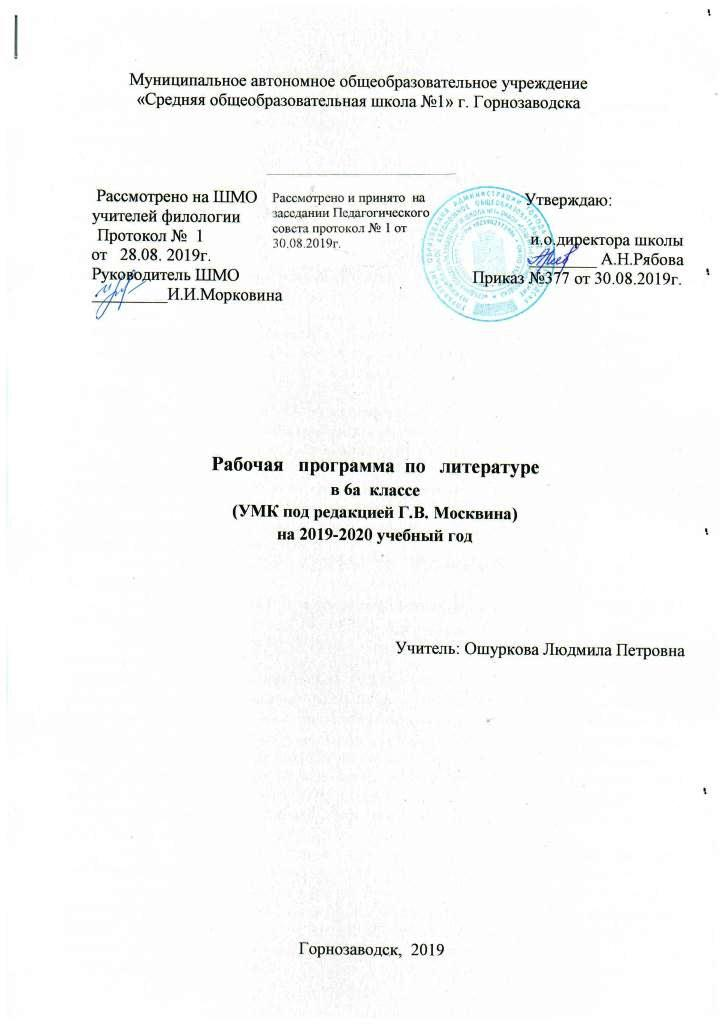 Муниципальное автономное общеобразовательное учреждение
«Средняя общеобразовательная школа №1» г. Горнозаводска
Рассмотрено на ШМО
учителей филологии
Протокол № 1
от 28.08. 2019г.
Руководитель ШМО
И.И.Морковина
Рассмотрено и принято на
заседании Педагогического
совета протокол № 1 от
30.08.2019г.
Утверждаю:
и.о.директора школы
А.Н.Рябова
Приказ №377 от 30.08.2019г.
Рабочая программа по литературе
в 6а классе
(УМК под редакцией Г.В. Москвина)
на 2019-2020 учебный год
Учитель: Ошуркова Людмила Петровна
Горнозаводск, 2019